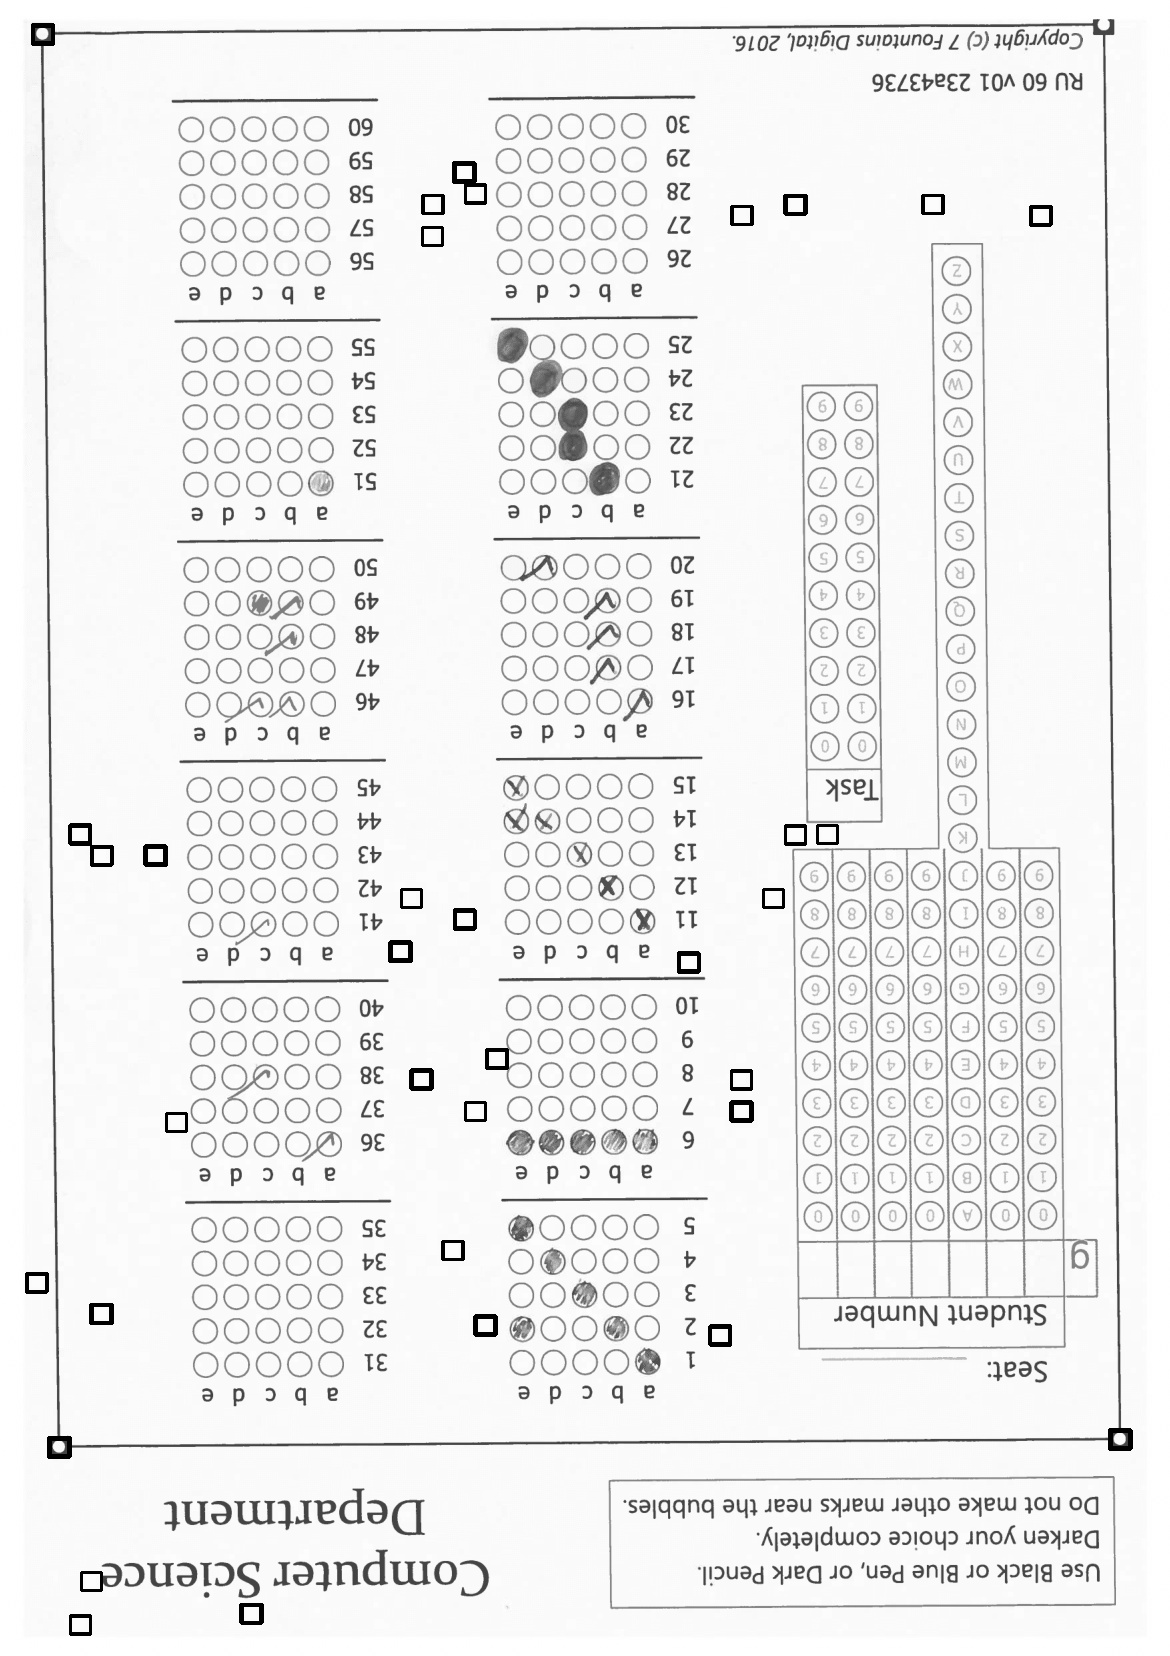 Use Black or Blue Pen, or Dark Pencil.
Darken your choice completely.
Do not make other marks near the bubbles.
Computer Science
Department
Seat:
Student Number
0 0 A 0 0 0 0
1 1 B 1 1 1 1
2 2 C 2 2 2 2
3 3 D 3 3 3 3
4 4 E 4 4 4 4
5 5 F 5 5 5 5
6 6 G 6 6 6 6
7 7 H 7 7 7 7
8 8 I 8 8 8 8
9 9 J 9 9 9 9
K
L
M
N
O
P
Q
R
S
T
U
V
W
X
Y
Z
Task
0 0
1 1
2 2
3 3
4 4
5 5
6 6
7 7
8 8
9 9
a b c d e
1
2
3
4
5
a b c d e
6
7
8
9
10
a b c d e
11
12
13
14
15
a b c d e
16
17
18
19
20
a b c d e
21
22
23
24
25
a b c d e
26
27
28
29
30
a b c d e
31
32
33
34
35
a b c d e
36
37
38
39
40
a b c d e
41
42
43
44
45
a b c d e
46
47
48
49
50
a b c d e
51
52
53
54
55
a b c d e
56
57
58
59
60
RU 60 v01 23a43736
Copyright (c) 7 Fountains Digital, 2016.